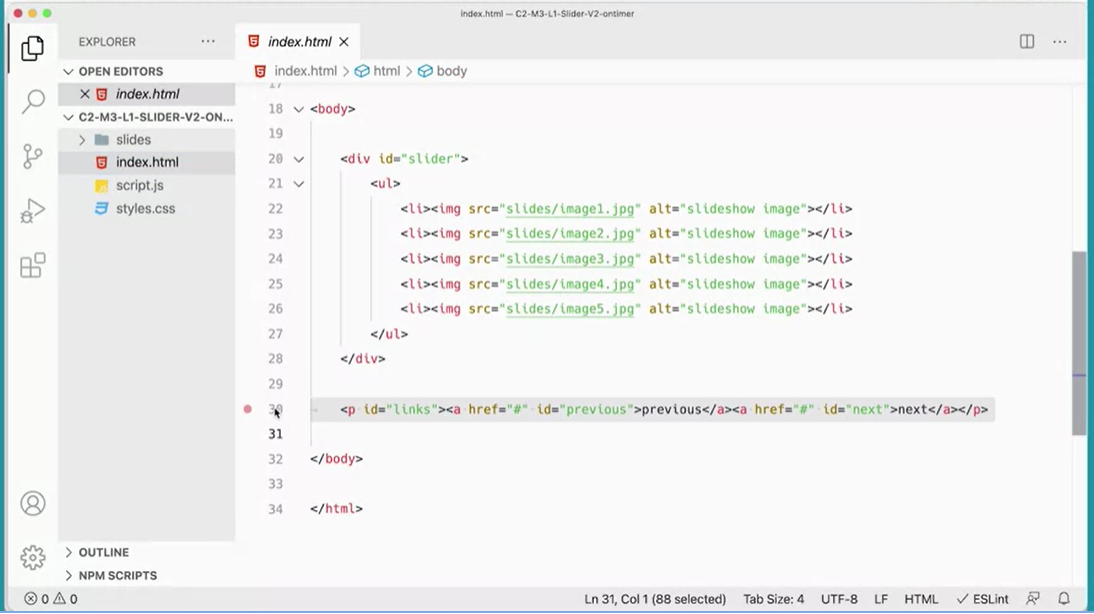 index.html — C2-M3-L1-Slider-V2-ontimer
EXPLORER
index.html
OPEN EDITORS
index.html > html > body
index.html
C2-M3-L1-SLIDER-V2-ON...
slides
index.html
script.js
styles.css
17
18 <body>
19
20 <div id="slider">
21 <ul>
22 <li><img src="slides/image1.jpg" alt="slideshow image"></li>
23 <li><img src="slides/image2.jpg" alt="slideshow image"></li>
24 <li><img src="slides/image3.jpg" alt="slideshow image"></li>
25 <li><img src="slides/image4.jpg" alt="slideshow image"></li>
26 <li><img src="slides/image5.jpg" alt="slideshow image"></li>
27 </ul>
28 </div>
29
30 <p id="links"><a href="#" id="previous">previous</a><a href="#" id="next">next</a></p>
31
32 </body>
33
34 </html>
OUTLINE
NPM SCRIPTS
0 0 Ln 31, Col 1 (88 selected) Tab Size: 4 UTF-8 LF HTML ESLint